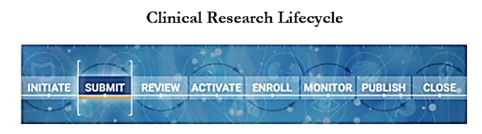 Clinical Research Lifecycle
INITIATE SUBMIT REVIEW ACTIVATE ENROLL MONITOR PUBLISH CLOSE